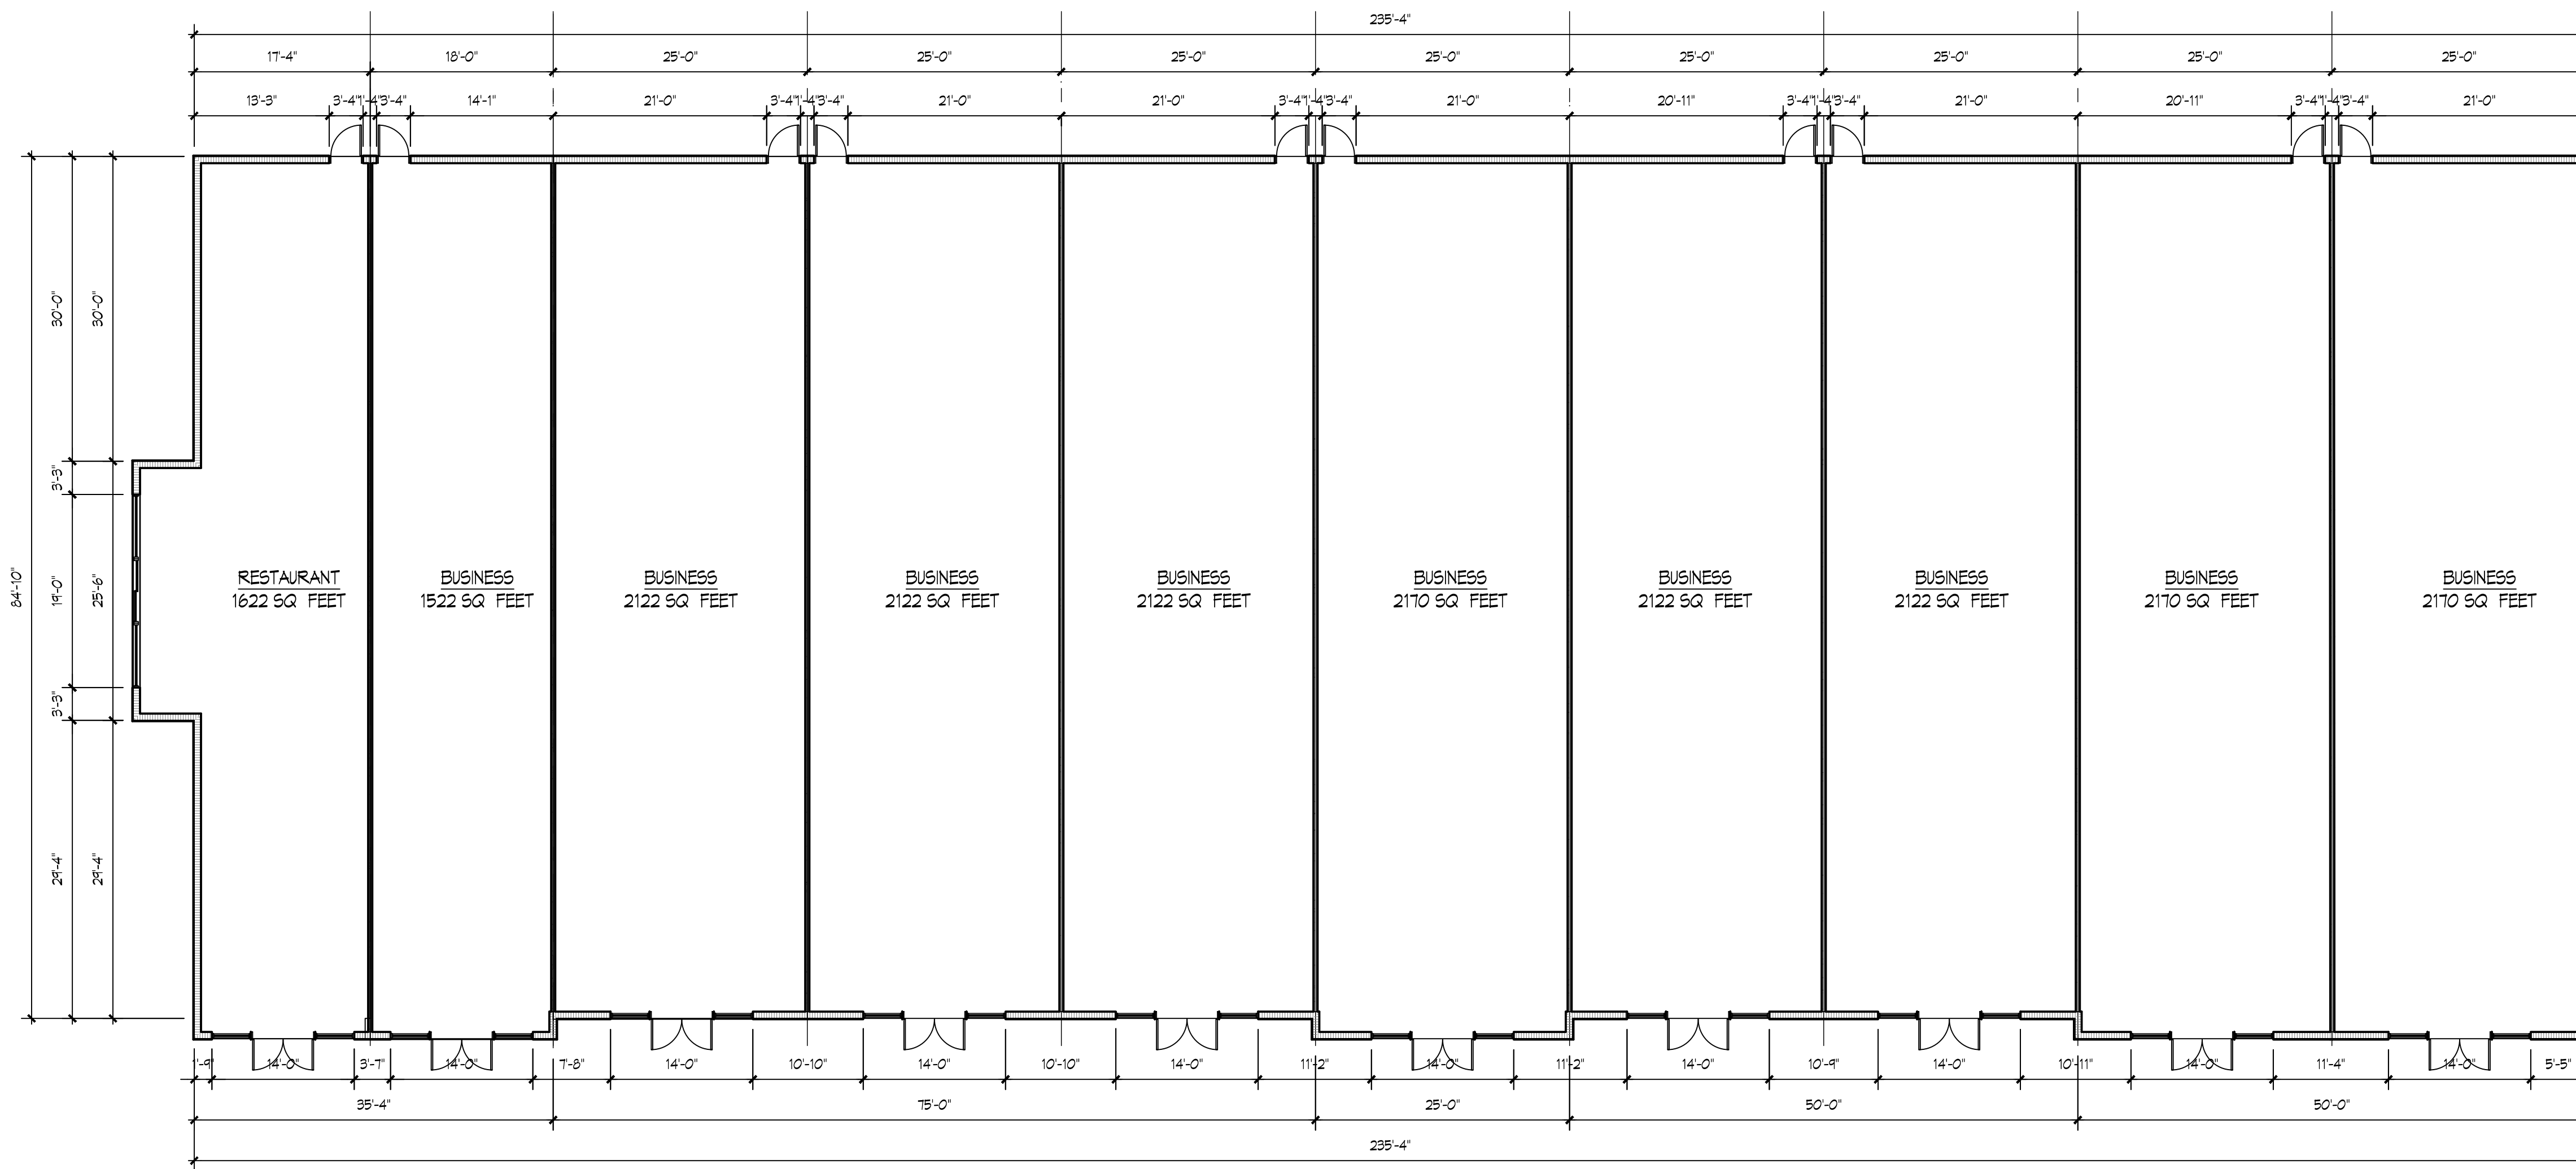 235'-4"
17'-4" 18'-0" 25'-0" 25'-0" 25'-0" 25'-0" 25'-0" 25'-0" 25'-0" 25'-0"
13'-3" 3'-4" 1'-4" 3'-4" 14'-1" 21'-0" 3'-4" 1'-4" 3'-4" 21'-0" 21'-0" 3'-4" 1'-4" 3'-4" 21'-0" 20'-11" 3'-4" 1'-4" 3'-4" 21'-0" 20'-11" 3'-4" 1'-4" 3'-4" 21'-0"
84'-10"
30'-0"
3'-3"
19'-0"
3'-3"
29'-4"
30'-0"
25'-6"
29'-4"
RESTAURANT
1622 SQ FEET
BUSINESS
1522 SQ FEET
BUSINESS
2122 SQ FEET
BUSINESS
2122 SQ FEET
BUSINESS
2122 SQ FEET
BUSINESS
2170 SQ FEET
BUSINESS
2122 SQ FEET
BUSINESS
2122 SQ FEET
BUSINESS
2170 SQ FEET
BUSINESS
2170 SQ FEET
1'-9" 14'-0" 3'-7" 14'-0" 7'-8" 14'-0" 10'-10" 14'-0" 10'-10" 14'-0" 11'-2" 14'-0" 11'-2" 14'-0" 10'-9" 14'-0" 10'-11" 14'-0" 11'-4" 14'-0" 5'-5"
35'-4" 75'-0" 25'-0" 50'-0" 50'-0"
235'-4"